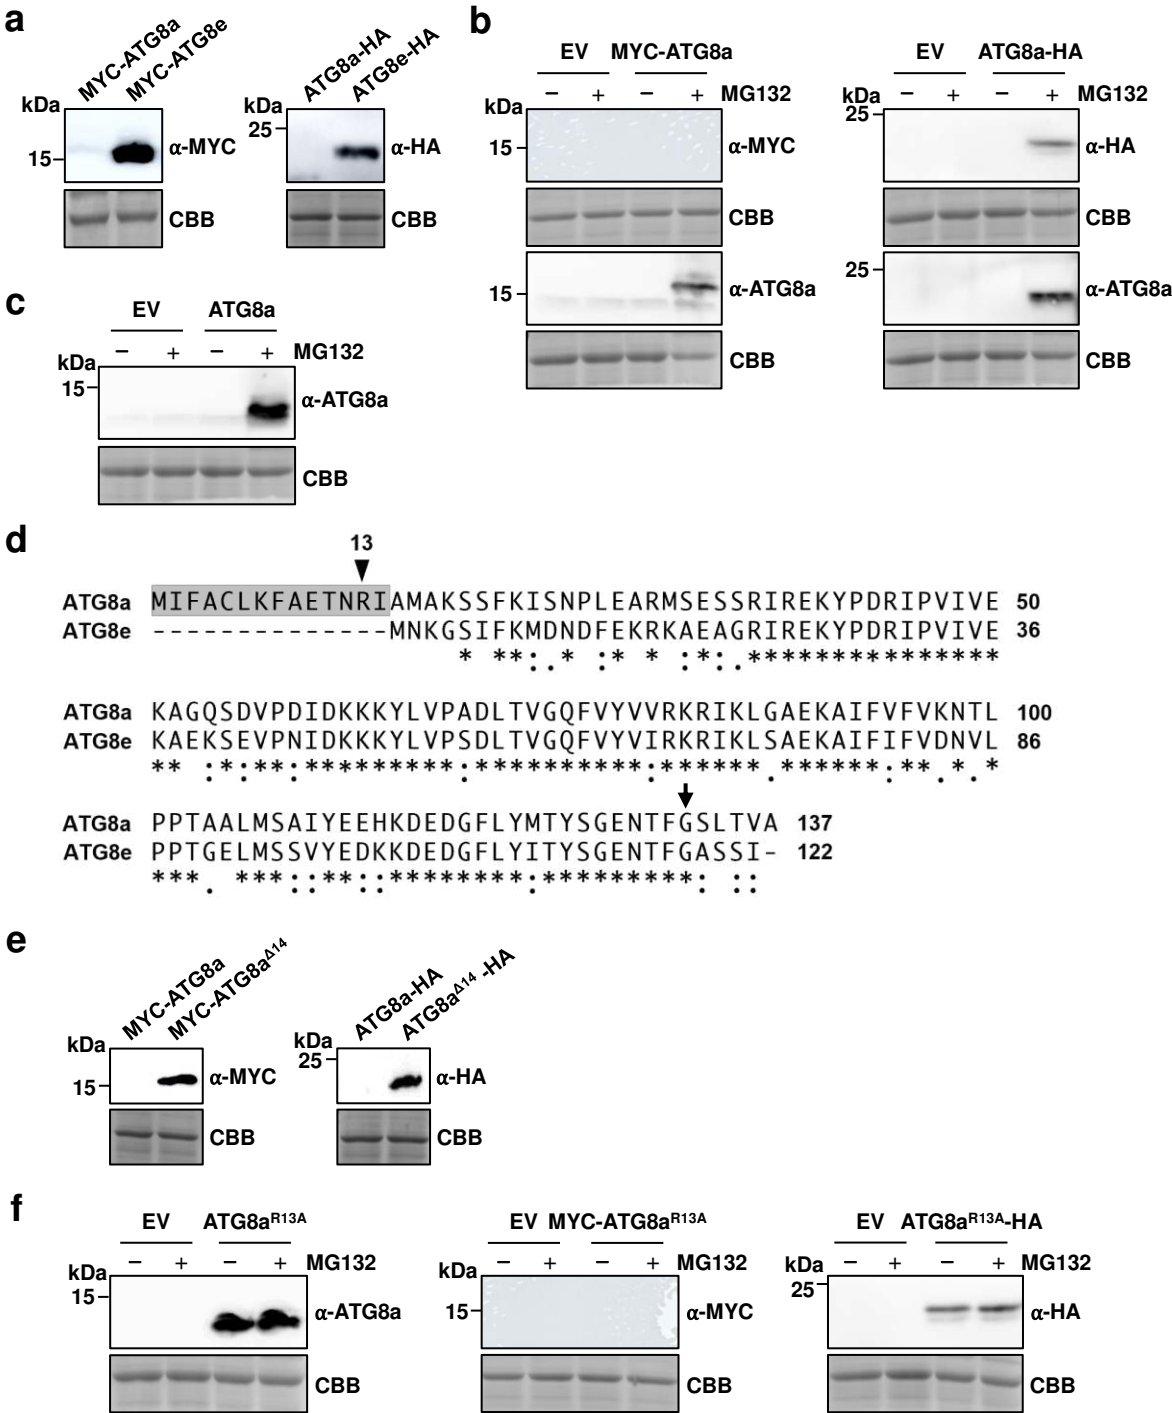 a
MYC-ATG8a
MYC-ATG8e
kDa
15
α-MYC
CBB
ATG8a-HA
ATG8e-HA
kDa
25
α-HA
CBB
b
EV MYC-ATG8a
− + − + MG132
kDa
15
α-MYC
CBB
15
α-ATG8a
CBB
EV ATG8a-HA
− + − + MG132
kDa
25
α-HA
CBB
25
α-ATG8a
CBB
c
EV ATG8a
− + − + MG132
kDa
15
α-ATG8a
CBB
d
13
ATG8a MIFACLKFAETNRIAMAKSSFKISNPLEARMSESSRIREKYPDRIPVIVE 50
ATG8e --------------MNKGSIFKMDNDFEKRKAEAGRIREKYPDRIPVIVE 36
* **:.* :* * :*:.***************
ATG8a KAGQSDVPDIDKKKYLVPADLTVGQFVYVVRKRIKLGAEKAIFVFVKNTL 100
ATG8e KAEKSEVPNIDKKKYLVPSDLTVGQFVYVIRKRIKLSAEKAIFIFVDNVL 86
** :*:**:*********:**********:******.******:**.*.*
ATG8a PPTAALMSAIYEEHKDEDGFLYMTYSGENTFGSLTVA 137
ATG8e PPTGELMSSVYEDKKDEDGFLYITYSGENTFGASSI- 122
***. ***::**::********:*********: ::
e
MYC-ATG8a
MYC-ATG8aΔ14
kDa
15
α-MYC
CBB
ATG8a-HA
ATG8aΔ14 -HA
kDa
25
α-HA
CBB
f
EV ATG8aR13A
− + − + MG132
kDa
15
α-ATG8a
CBB
EV MYC-ATG8aR13A
− + − + MG132
kDa
15
α-MYC
CBB
EV ATG8aR13A-HA
− + − + MG132
kDa
25
α-HA
CBB